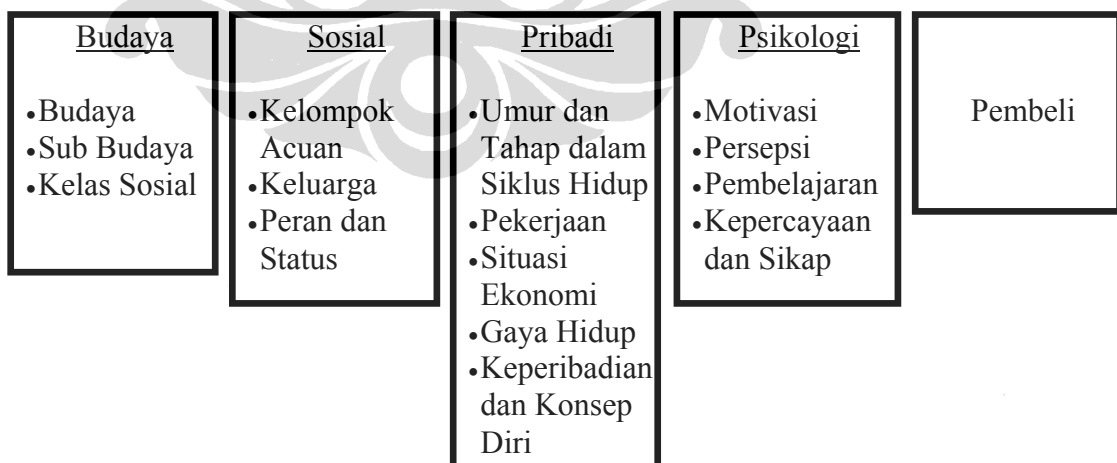 Budaya
•Budaya
•Sub Budaya
•Kelas Sosial
Sosial
•Kelompok
Acuan
•Keluarga
•Peran dan
Status
Pribadi
•Umur dan
Tahap dalam
Siklus Hidup
•Pekerjaan
•Situasi
Ekonomi
•Gaya Hidup
•Keperibadian
dan Konsep
Diri
Psikologi
•Motivasi
•Persepsi
•Pembelajaran
•Kepercayaan
dan Sikap
Pembeli